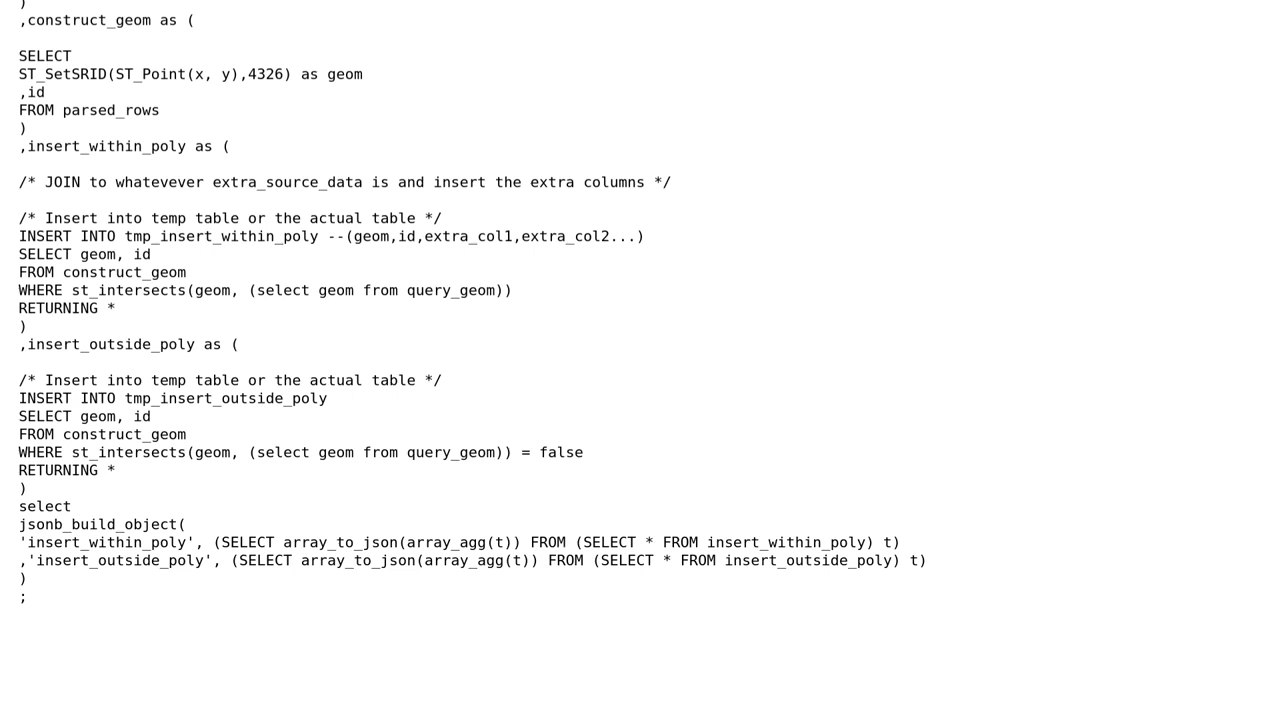 )
,construct_geom as (
SELECT
ST_SetSRID(ST_Point(x, y),4326) as geom
,id
FROM parsed_rows
)
,insert_within_poly as (
/* JOIN to whatevever extra_source_data is and insert the extra columns */
/* Insert into temp table or the actual table */
INSERT INTO tmp_insert_within_poly --(geom,id,extra_col1,extra_col2...)
SELECT geom, id
FROM construct_geom
WHERE st_intersects(geom, (select geom from query_geom))
RETURNING *
)
,insert_outside_poly as (
/* Insert into temp table or the actual table */
INSERT INTO tmp_insert_outside_poly
SELECT geom, id
FROM construct_geom
WHERE st_intersects(geom, (select geom from query_geom)) = false
RETURNING *
)
select
jsonb_build_object(
'insert_within_poly', (SELECT array_to_json(array_agg(t)) FROM (SELECT * FROM insert_within_poly) t)
,'insert_outside_poly', (SELECT array_to_json(array_agg(t)) FROM (SELECT * FROM insert_outside_poly) t)
)
;